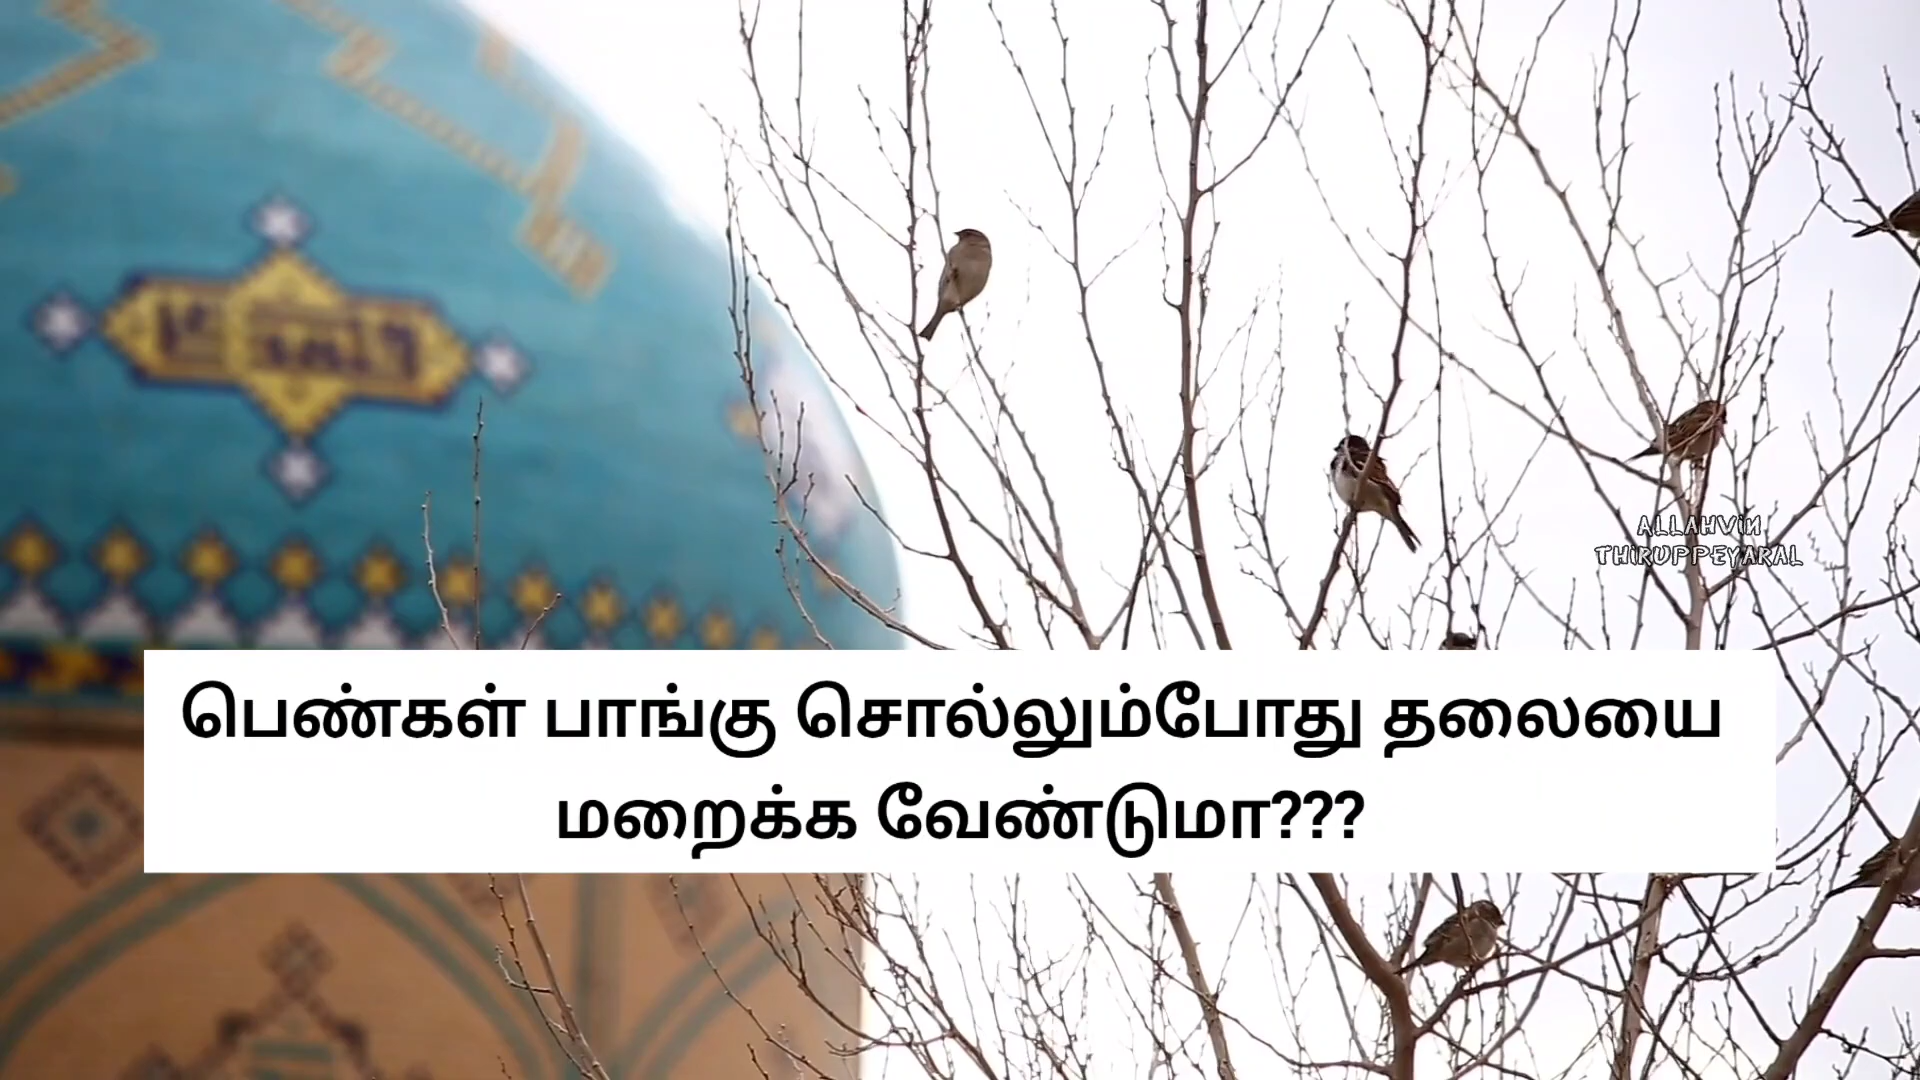 ALLAHViN
THiRUPPEYARAL
பெண்கள் பாங்கு சொல்லும்போது தலையை
மறைக்க வேண்டுமா???